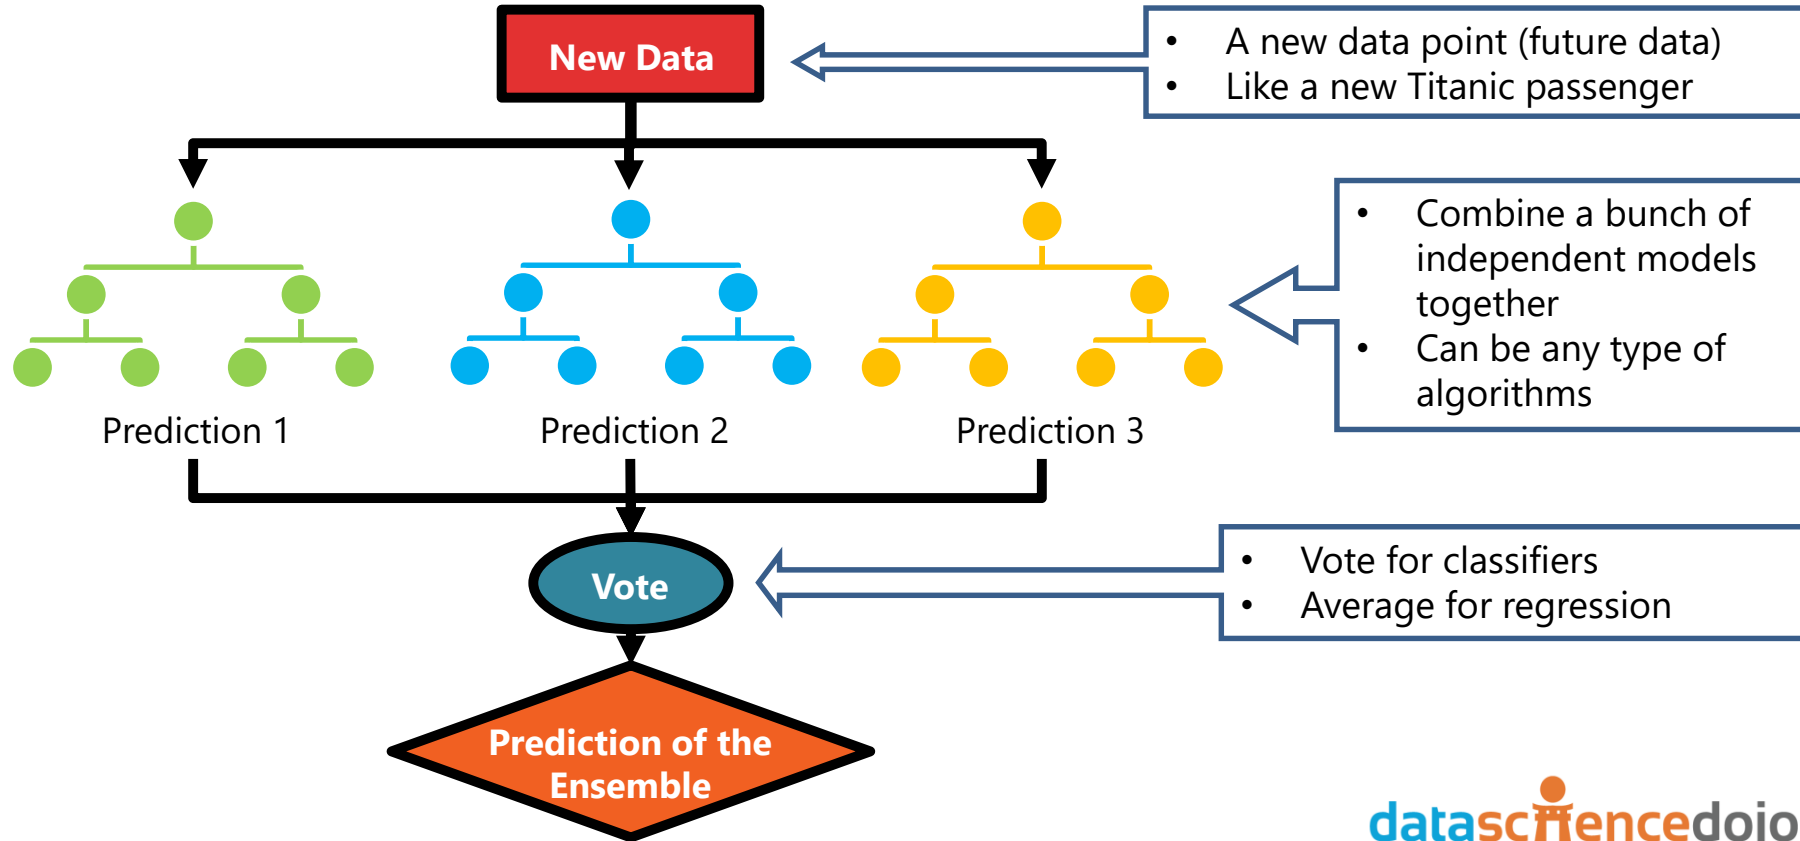 New Data
• A new data point (future data)
• Like a new Titanic passenger
• Combine a bunch of
independent models
together
• Can be any type of
algorithms
Prediction 1
Prediction 2
Prediction 3
Vote
• Vote for classifiers
• Average for regression
Prediction of the
Ensemble
datasciencedojo